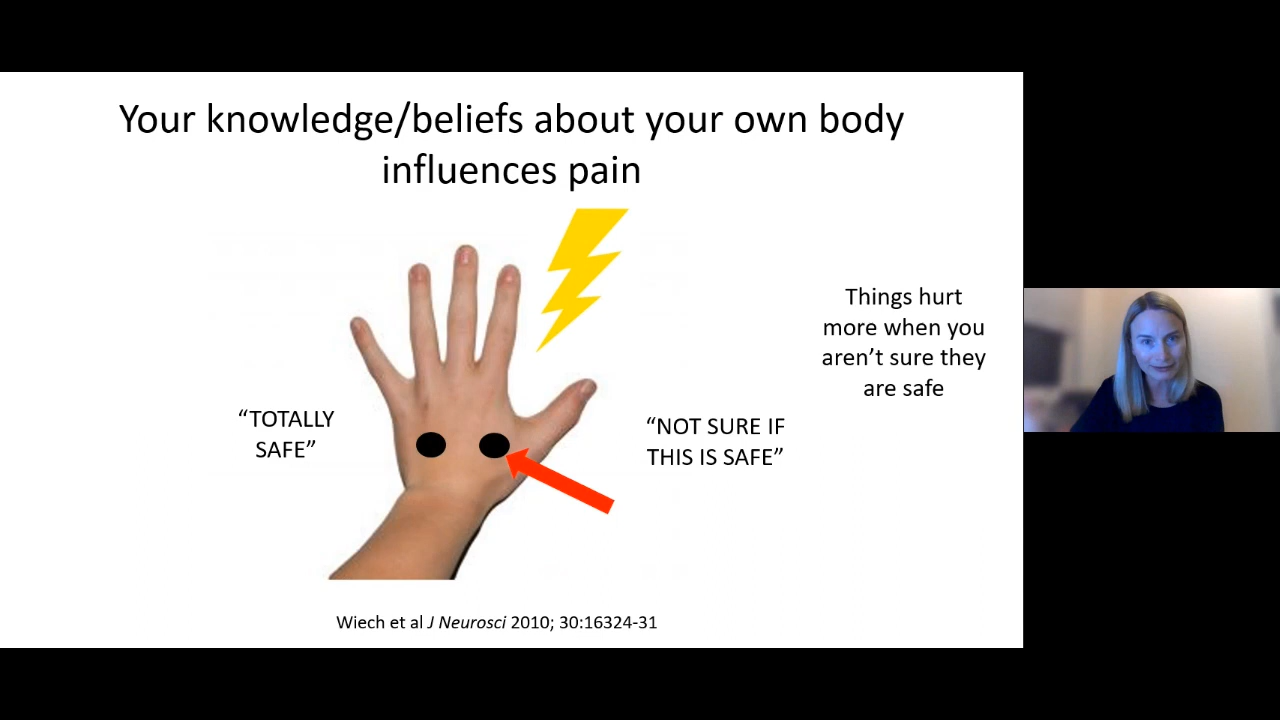 Your knowledge/beliefs about your own body
influences pain
Things hurt
more when you
aren’t sure they
are safe
“TOTALLY
SAFE”
“NOT SURE IF
THIS IS SAFE”
Wiech et al J Neurosci 2010; 30:16324-31